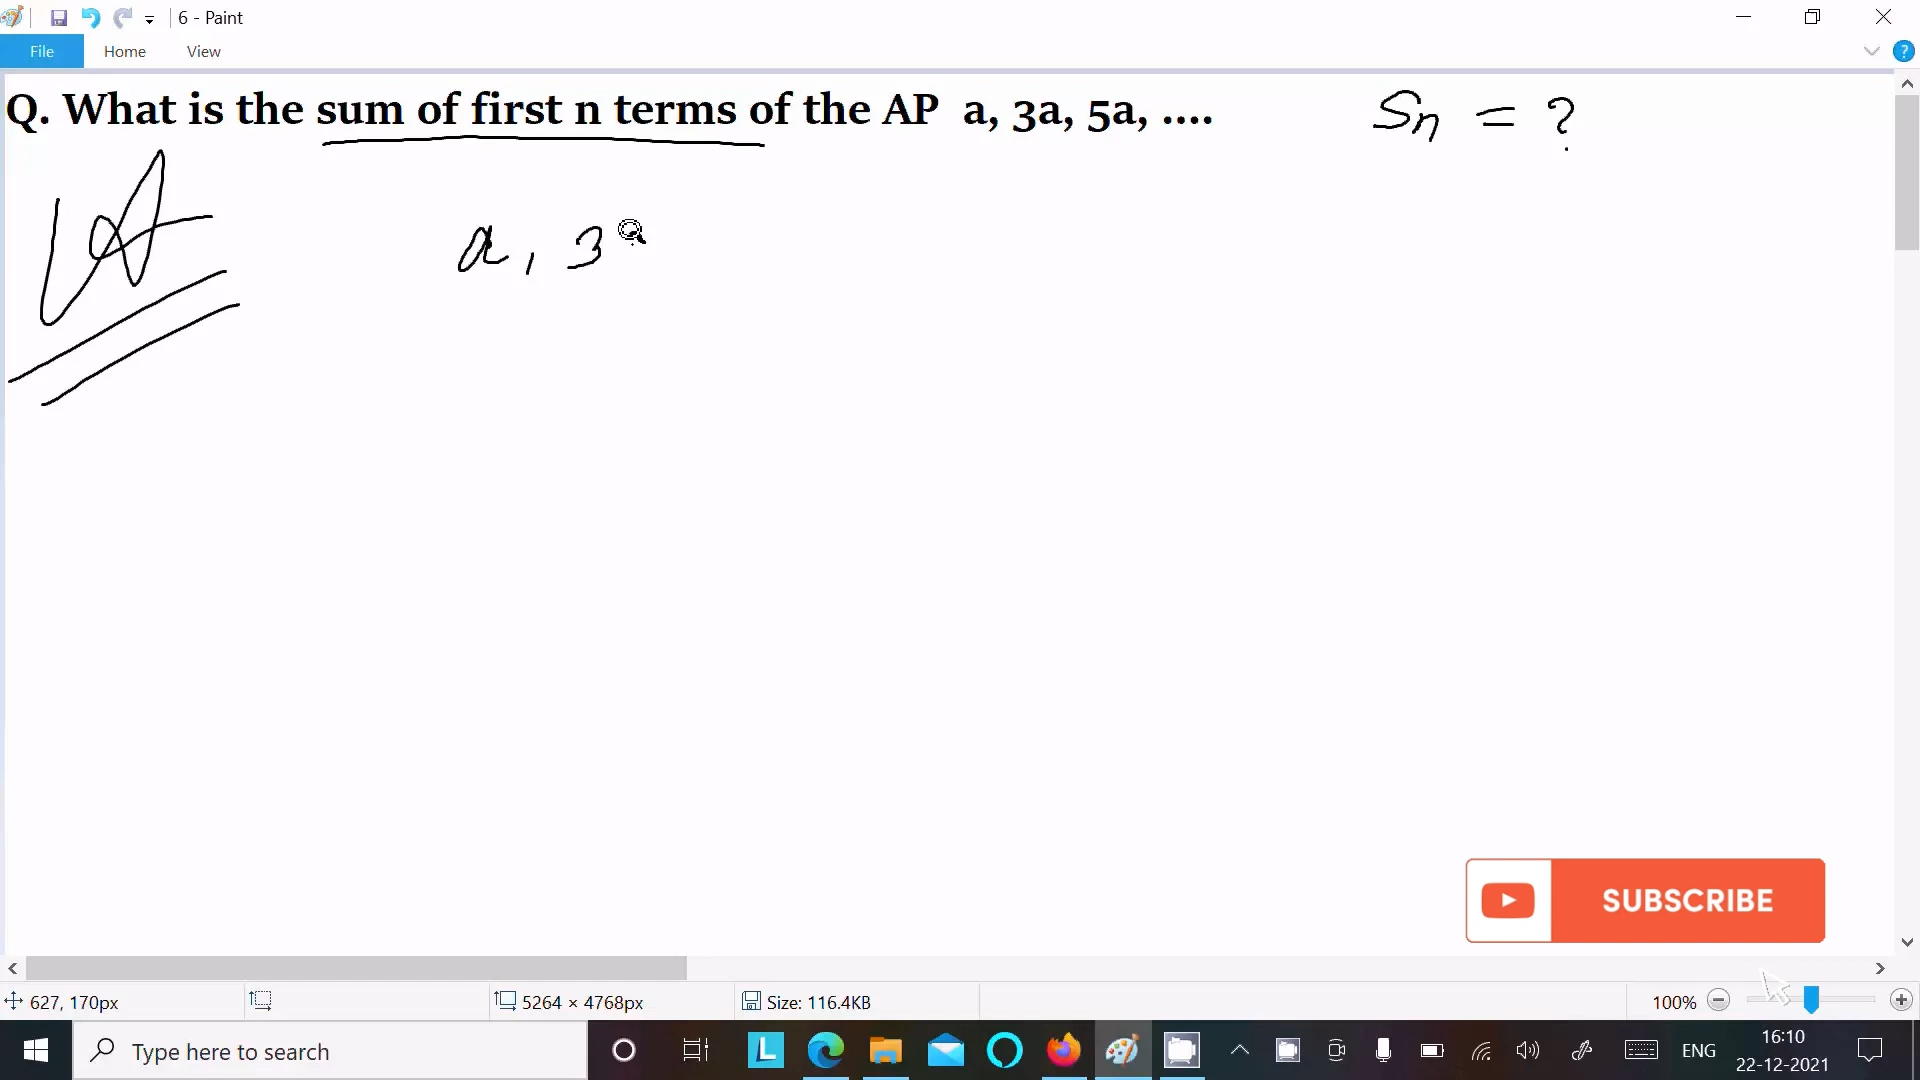 6 - Paint
File Home View
Q. What is the sum of first n terms of the AP a, 3a, 5a, .... Sn = ?
a, 3
SUBSCRIBE
627, 170px 5264 × 4768px Size: 116.4KB 100%
Type here to search L ENG 16:10
22-12-2021